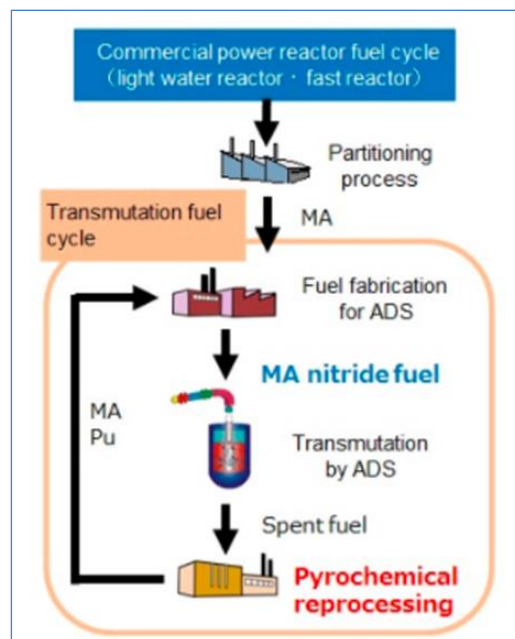 Commercial power reactor fuel cycle
（light water reactor・fast reactor）
Partitioning
process
MA
Transmutation fuel
cycle
Fuel fabrication
for ADS
MA nitride fuel
MA
Pu
Transmutation
by ADS
Spent fuel
Pyrochemical
reprocessing